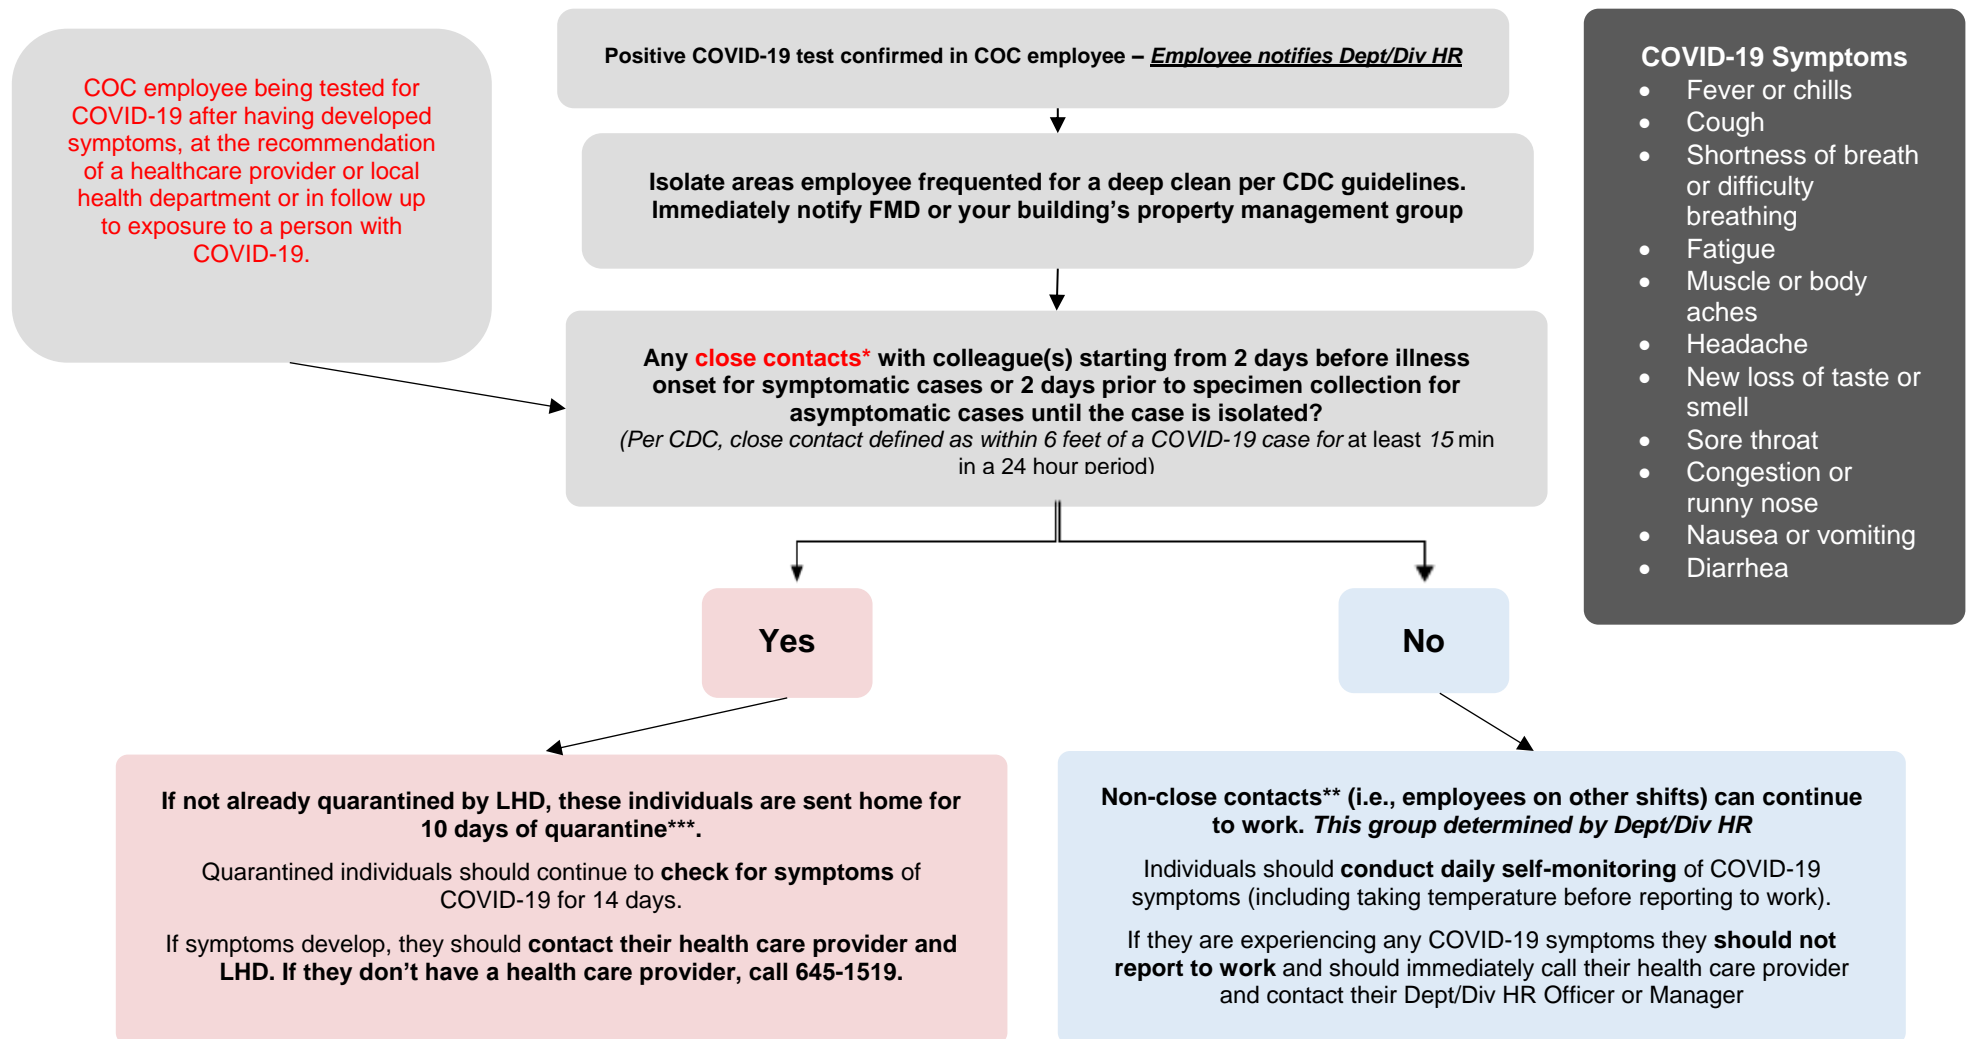 COC employee being tested for
COVID-19 after having developed
symptoms, at the recommendation
of a healthcare provider or local
health department or in follow up
to exposure to a person with
COVID-19.
Positive COVID-19 test confirmed in COC employee – Employee notifies Dept/Div HR
Isolate areas employee frequented for a deep clean per CDC guidelines.
Immediately notify FMD or your building’s property management group
Any close contacts* with colleague(s) starting from 2 days before illness
onset for symptomatic cases or 2 days prior to specimen collection for
asymptomatic cases until the case is isolated?
(Per CDC, close contact defined as within 6 feet of a COVID-19 case for at least 15 min
in a 24 hour period)
COVID-19 Symptoms
• Fever or chills
• Cough
• Shortness of breath
or difficulty
breathing
• Fatigue
• Muscle or body
aches
• Headache
• New loss of taste or
smell
• Sore throat
• Congestion or
runny nose
• Nausea or vomiting
• Diarrhea
Yes
No
If not already quarantined by LHD, these individuals are sent home for
10 days of quarantine***.
Quarantined individuals should continue to check for symptoms of
COVID-19 for 14 days.
If symptoms develop, they should contact their health care provider and
LHD. If they don’t have a health care provider, call 645-1519.
Non-close contacts** (i.e., employees on other shifts) can continue
to work. This group determined by Dept/Div HR
Individuals should conduct daily self-monitoring of COVID-19
symptoms (including taking temperature before reporting to work).
If they are experiencing any COVID-19 symptoms they should not
report to work and should immediately call their health care provider
and contact their Dept/Div HR Officer or Manager